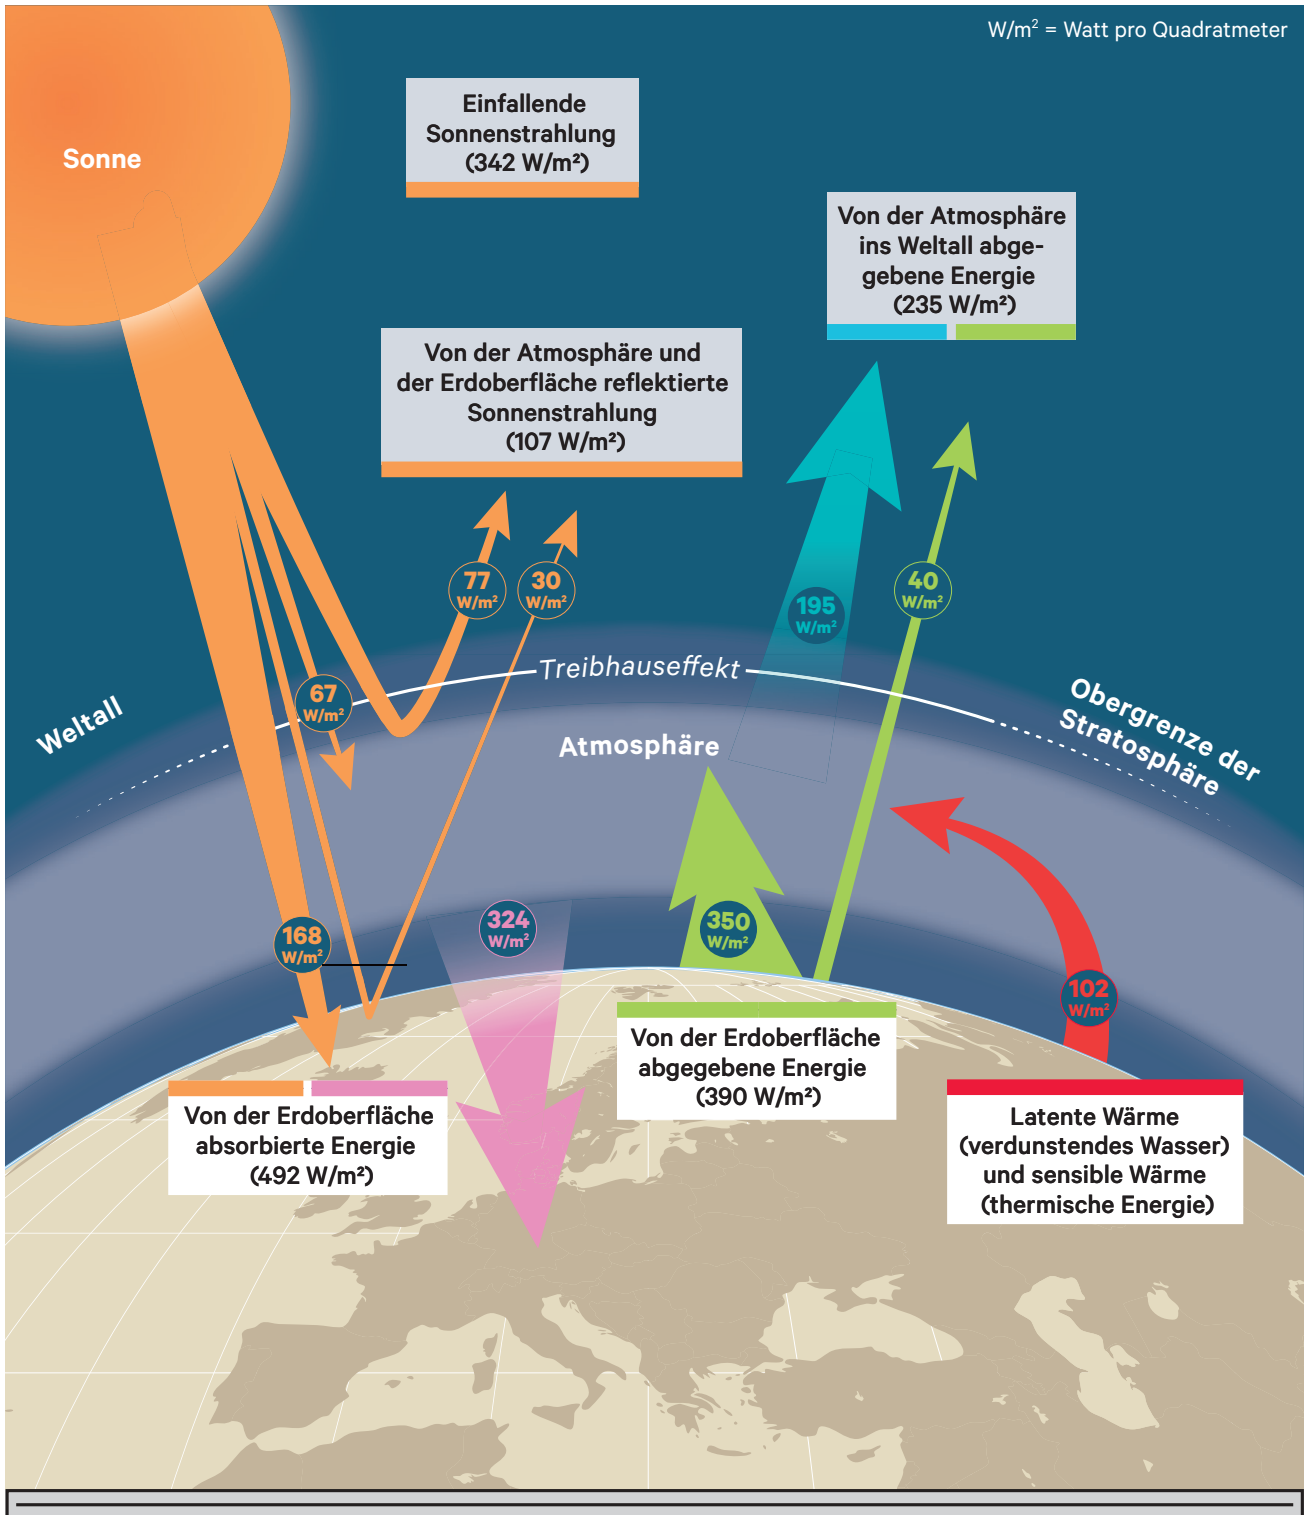 W/m² = Watt pro Quadratmeter
Sonne
Einfallende
Sonnenstrahlung
(342 W/m²)
Von der Atmosphäre
ins Weltall abge-
gebene Energie
(235 W/m²)
Von der Atmosphäre und
der Erdoberfläche reflektierte
Sonnenstrahlung
(107 W/m²)
77
W/m²
30
W/m²
195
W/m²
40
W/m²
Treibhauseffekt
67
W/m²
Weltall
Atmosphäre
Obergrenze der
Stratosphäre
168
W/m²
324
W/m²
350
W/m²
102
W/m²
Von der Erdoberfläche
abgegebene Energie
(390 W/m²)
Von der Erdoberfläche
absorbierte Energie
(492 W/m²)
Latente Wärme
(verdunstendes Wasser)
und sensible Wärme
(thermische Energie)